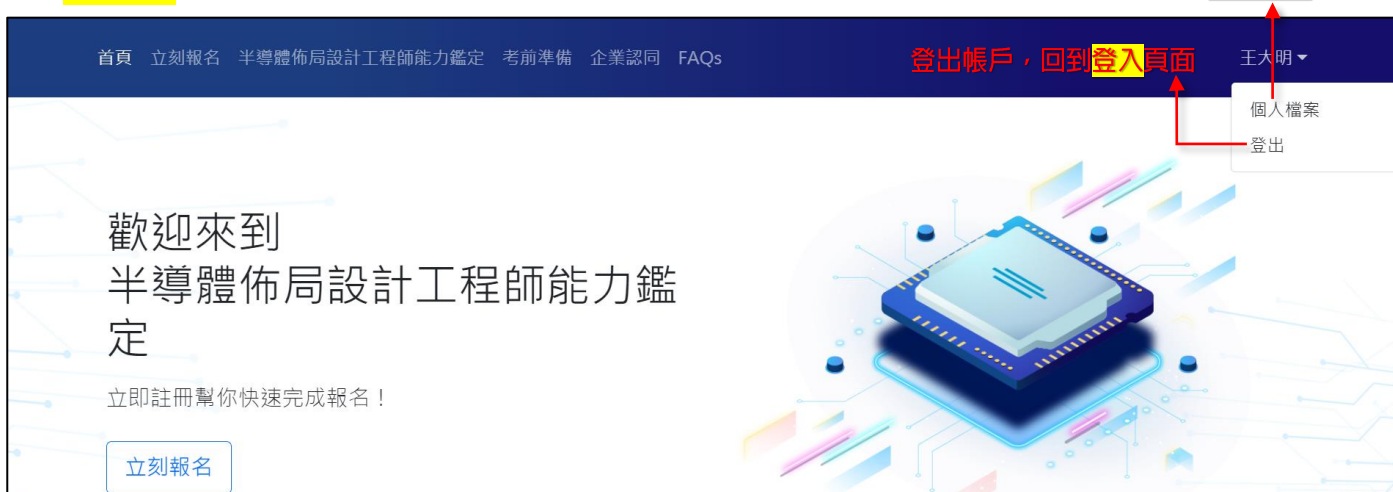 首頁 立刻報名 半導體佈局設計工程師能力鑑定 考前準備 企業認同 FAQs 登出帳戶，回到登入頁面 王大明
個人檔案
登出
歡迎來到
半導體佈局設計工程師能力鑑
定
立即註冊幫你快速完成報名！
立刻報名